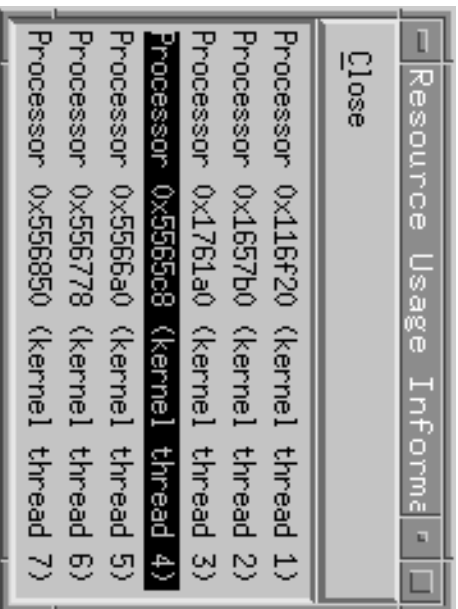 Resource Usage Informa
Close
Processor 0x116f20 (kernel thread 1)
Processor 0x1657b0 (kernel thread 2)
Processor 0x1761a0 (kernel thread 3)
Processor 0x5565c8 (kernel thread 4)
Processor 0x5566a0 (kernel thread 5)
Processor 0x556778 (kernel thread 6)
Processor 0x556850 (kernel thread 7)